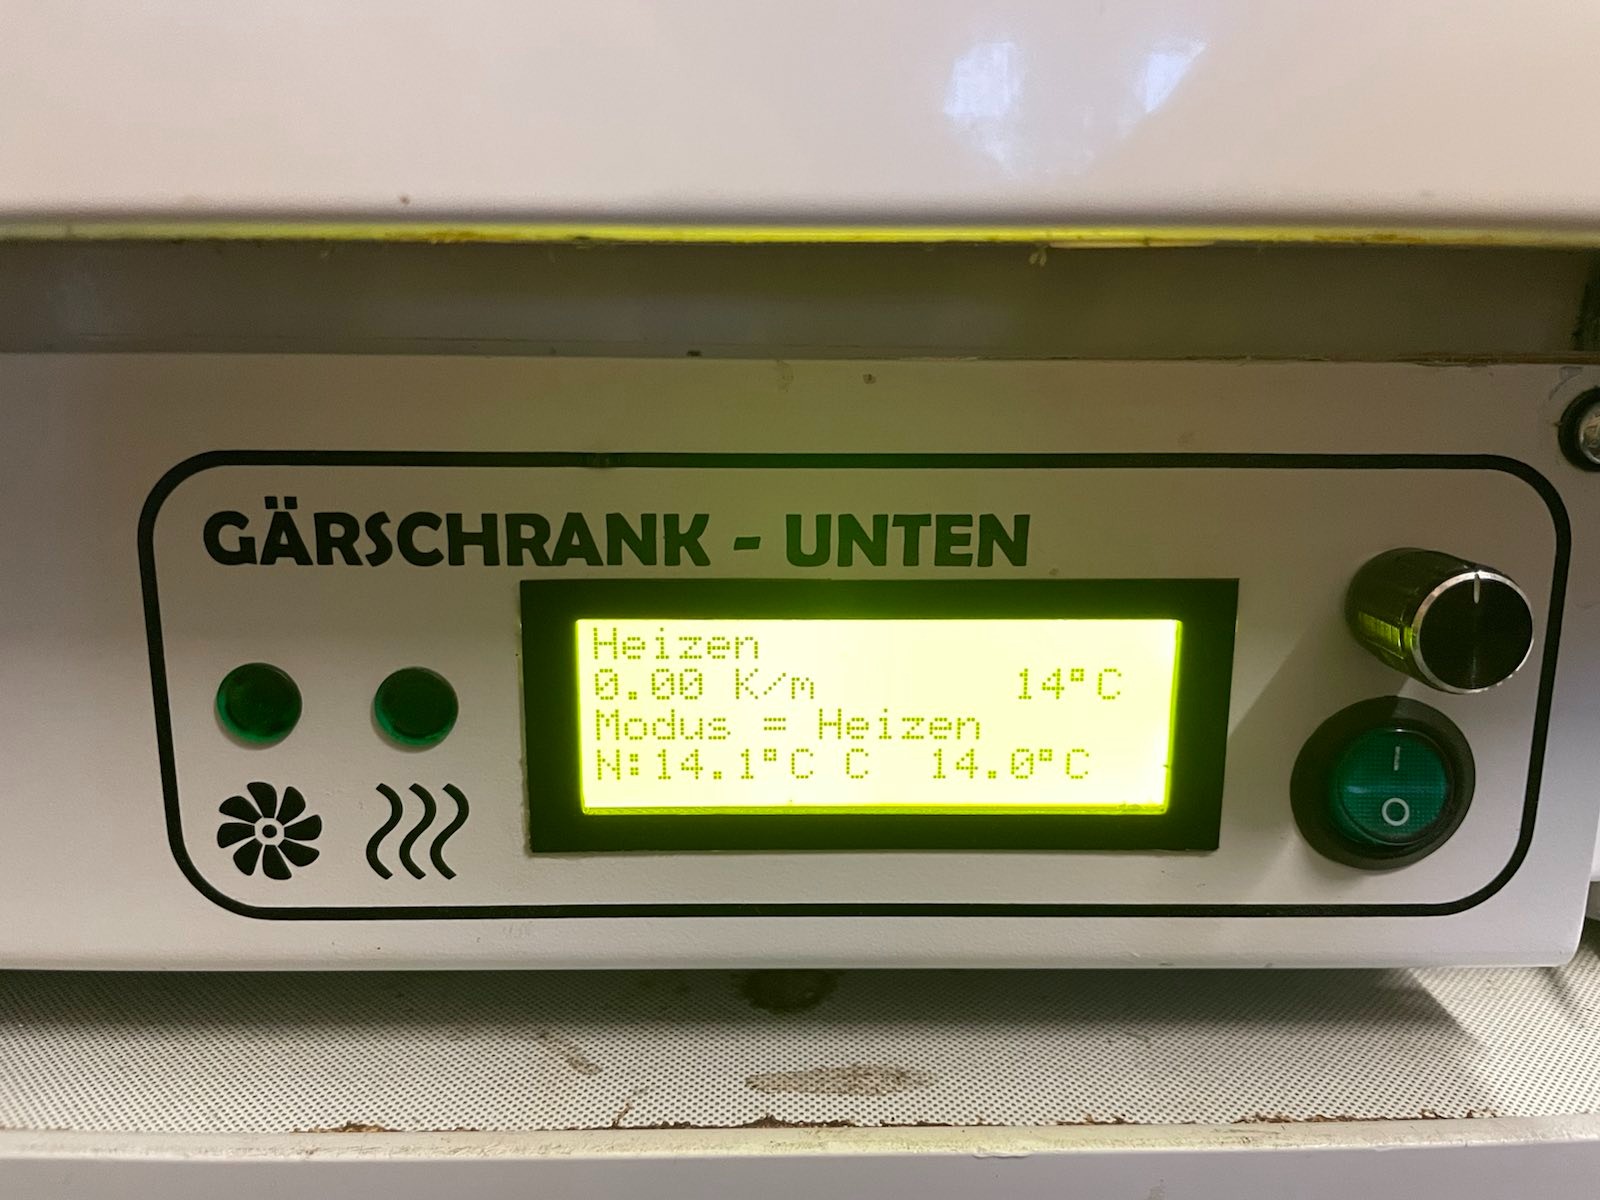 GÄRSCHRANK - UNTEN
Heizen
0.00 K/m 14°C
Modus = Heizen
N:14.1°C C 14.0°C